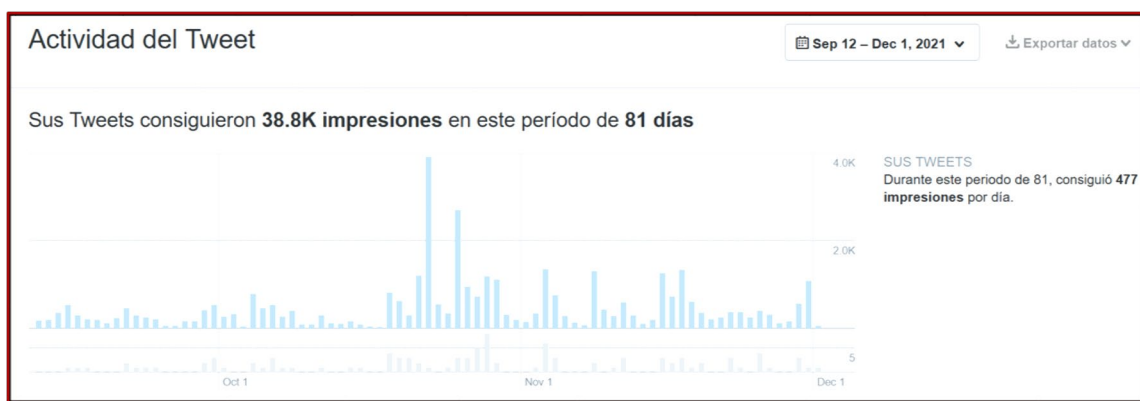 Actividad del Tweet
Sep 12 – Dec 1, 2021
Exportar datos
Sus Tweets consiguieron 38.8K impresiones en este período de 81 días
4.0K
2.0K
5
Oct 1
Nov 1
Dec 1
SUS TWEETS
Durante este periodo de 81, consiguió 477
impresiones por día.